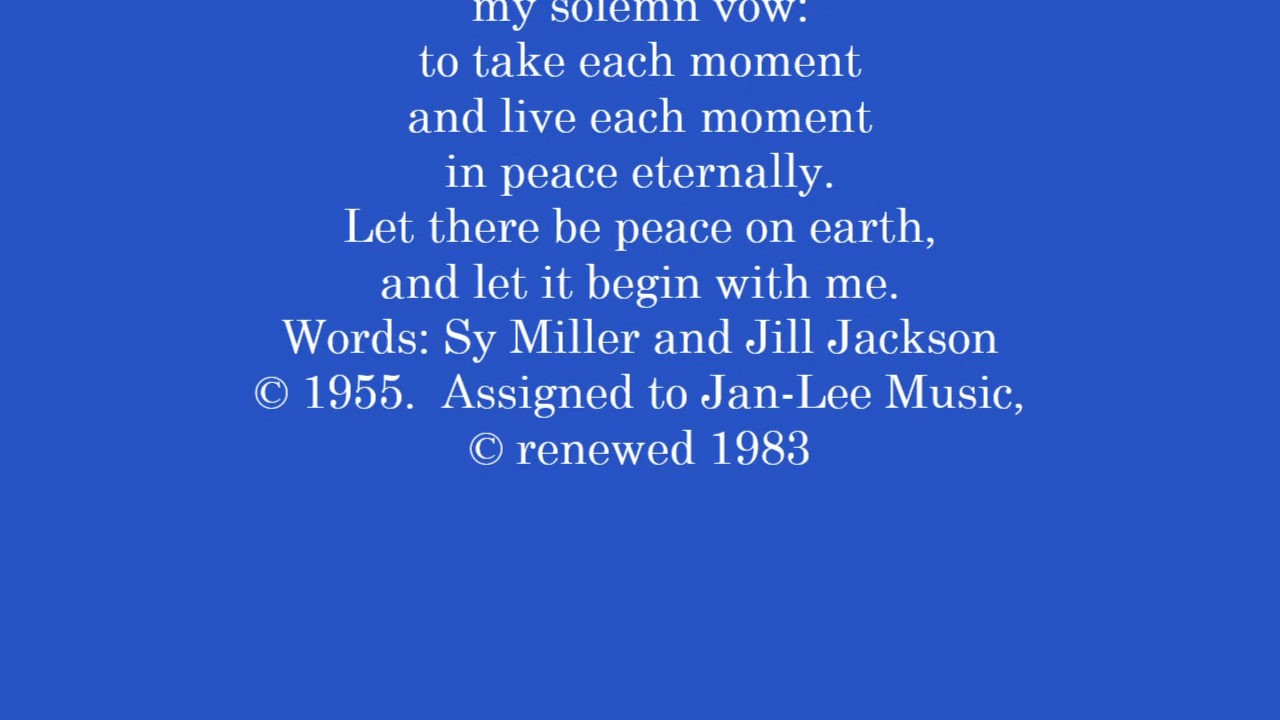 my solemn vow:
to take each moment
and live each moment
in peace eternally.
Let there be peace on earth,
and let it begin with me.
Words: Sy Miller and Jill Jackson
© 1955.  Assigned to Jan-Lee Music,
© renewed 1983